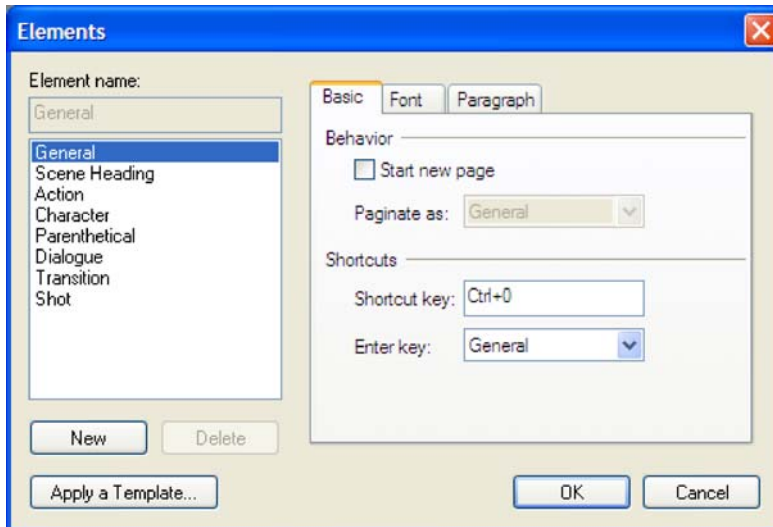 Elements
Element name:
General
General
Scene Heading
Action
Character
Parenthetical
Dialogue
Transition
Shot
New
Delete
Apply a Template...
Basic
Font
Paragraph
Behavior
Start new page
Paginate as:
General
Shortcuts
Shortcut key:
Ctrl+0
Enter key:
General
OK
Cancel